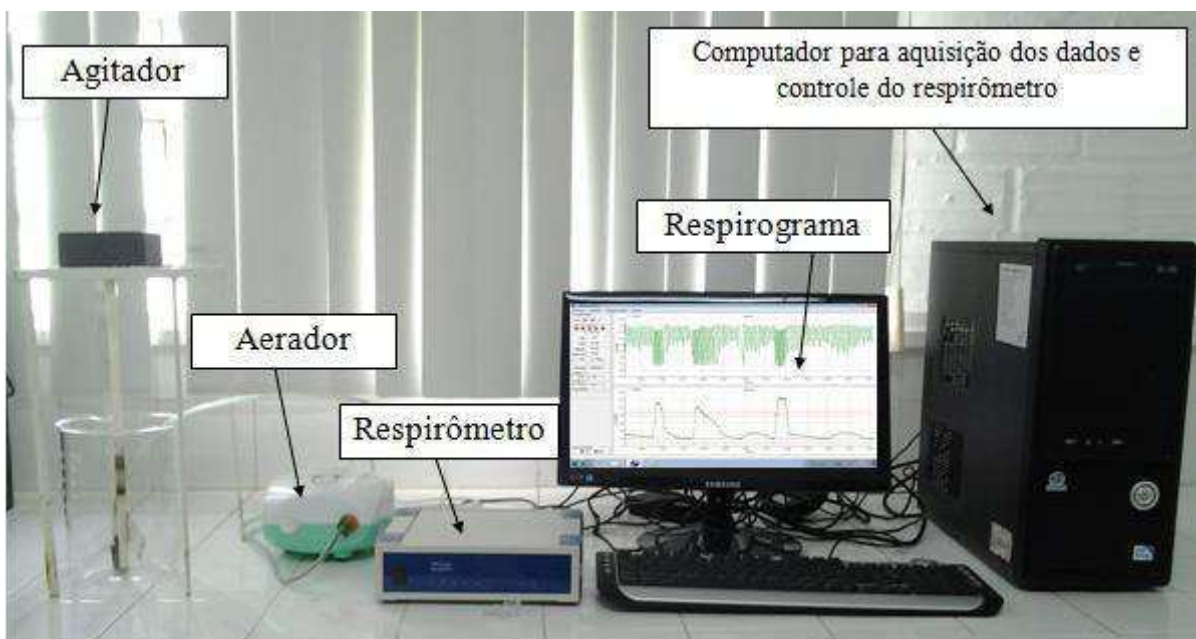 Agitador
Computador para aquisição dos dados e
controle do respirômetro
Respirograma
Aerador
Respirômetro
SAMSUNG